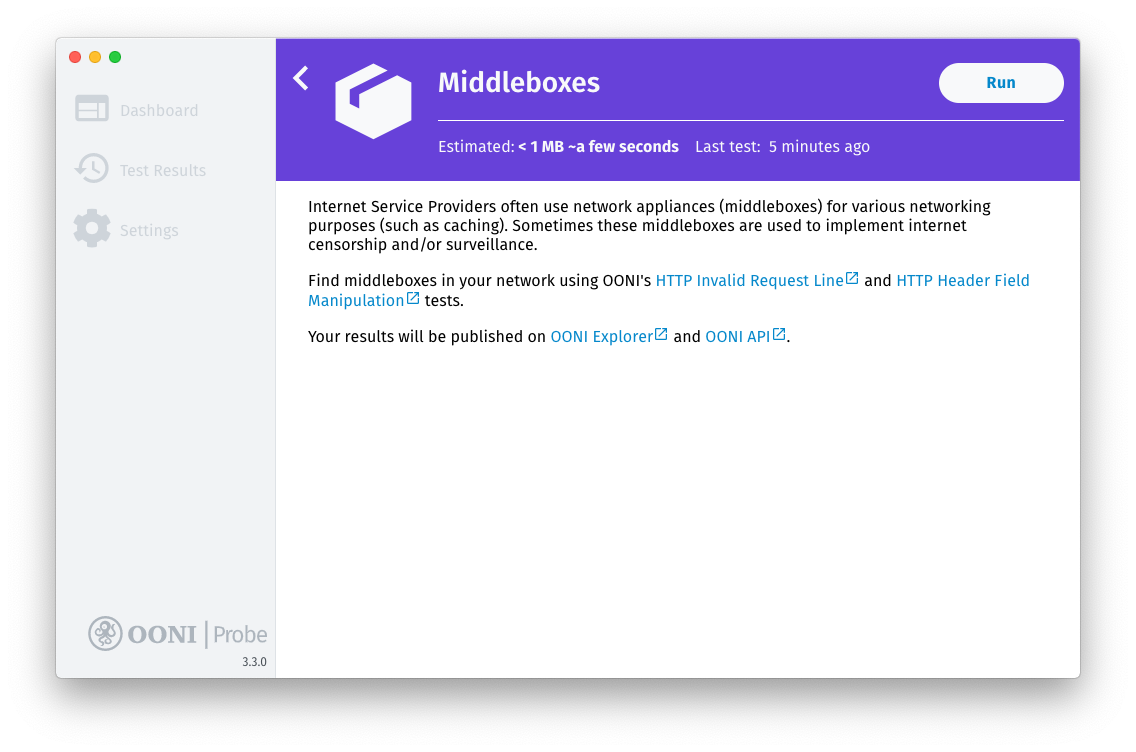 Dashboard
Test Results
Settings
OONI | Probe
3.3.0
Middleboxes
Run
Estimated: < 1 MB ~a few seconds Last test: 5 minutes ago
Internet Service Providers often use network appliances (middleboxes) for various networking
purposes (such as caching). Sometimes these middleboxes are used to implement internet
censorship and/or surveillance.
Find middleboxes in your network using OONI's HTTP Invalid Request Line and HTTP Header Field
Manipulation tests.
Your results will be published on OONI Explorer and OONI API.